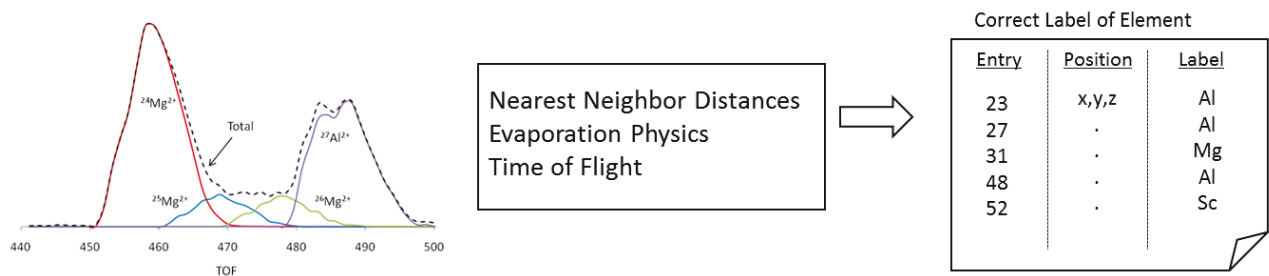 ²⁴Mg²⁺
Total
²⁷Al²⁺
²⁵Mg²⁺
²⁶Mg²⁺
440 450 460 470 480 490 500
TOF
Nearest Neighbor Distances
Evaporation Physics
Time of Flight
Correct Label of Element
Entry Position Label
23 x,y,z Al
27 . Al
31 . Mg
48 . Al
52 . Sc